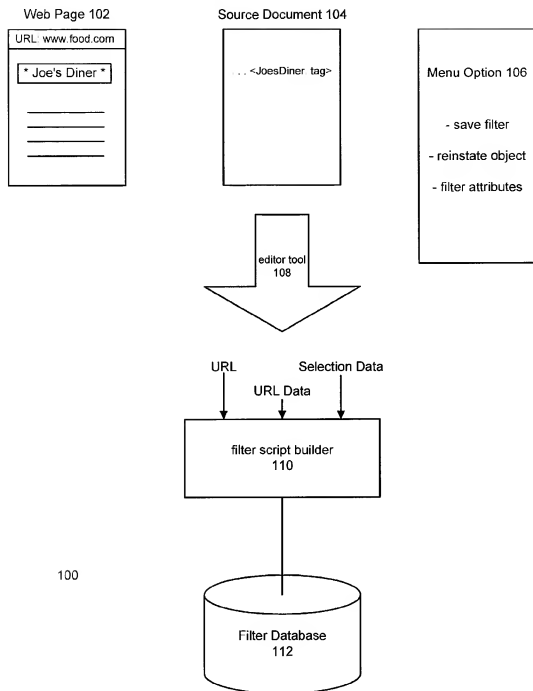 Web Page 102
URL: www.food.com
* Joe's Diner *
Source Document 104
. . . <JoesDiner tag>
Menu Option 106
- save filter
- reinstate object
- filter attributes
editor tool
108
URL
URL Data
Selection Data
filter script builder
110
100
Filter Database
112